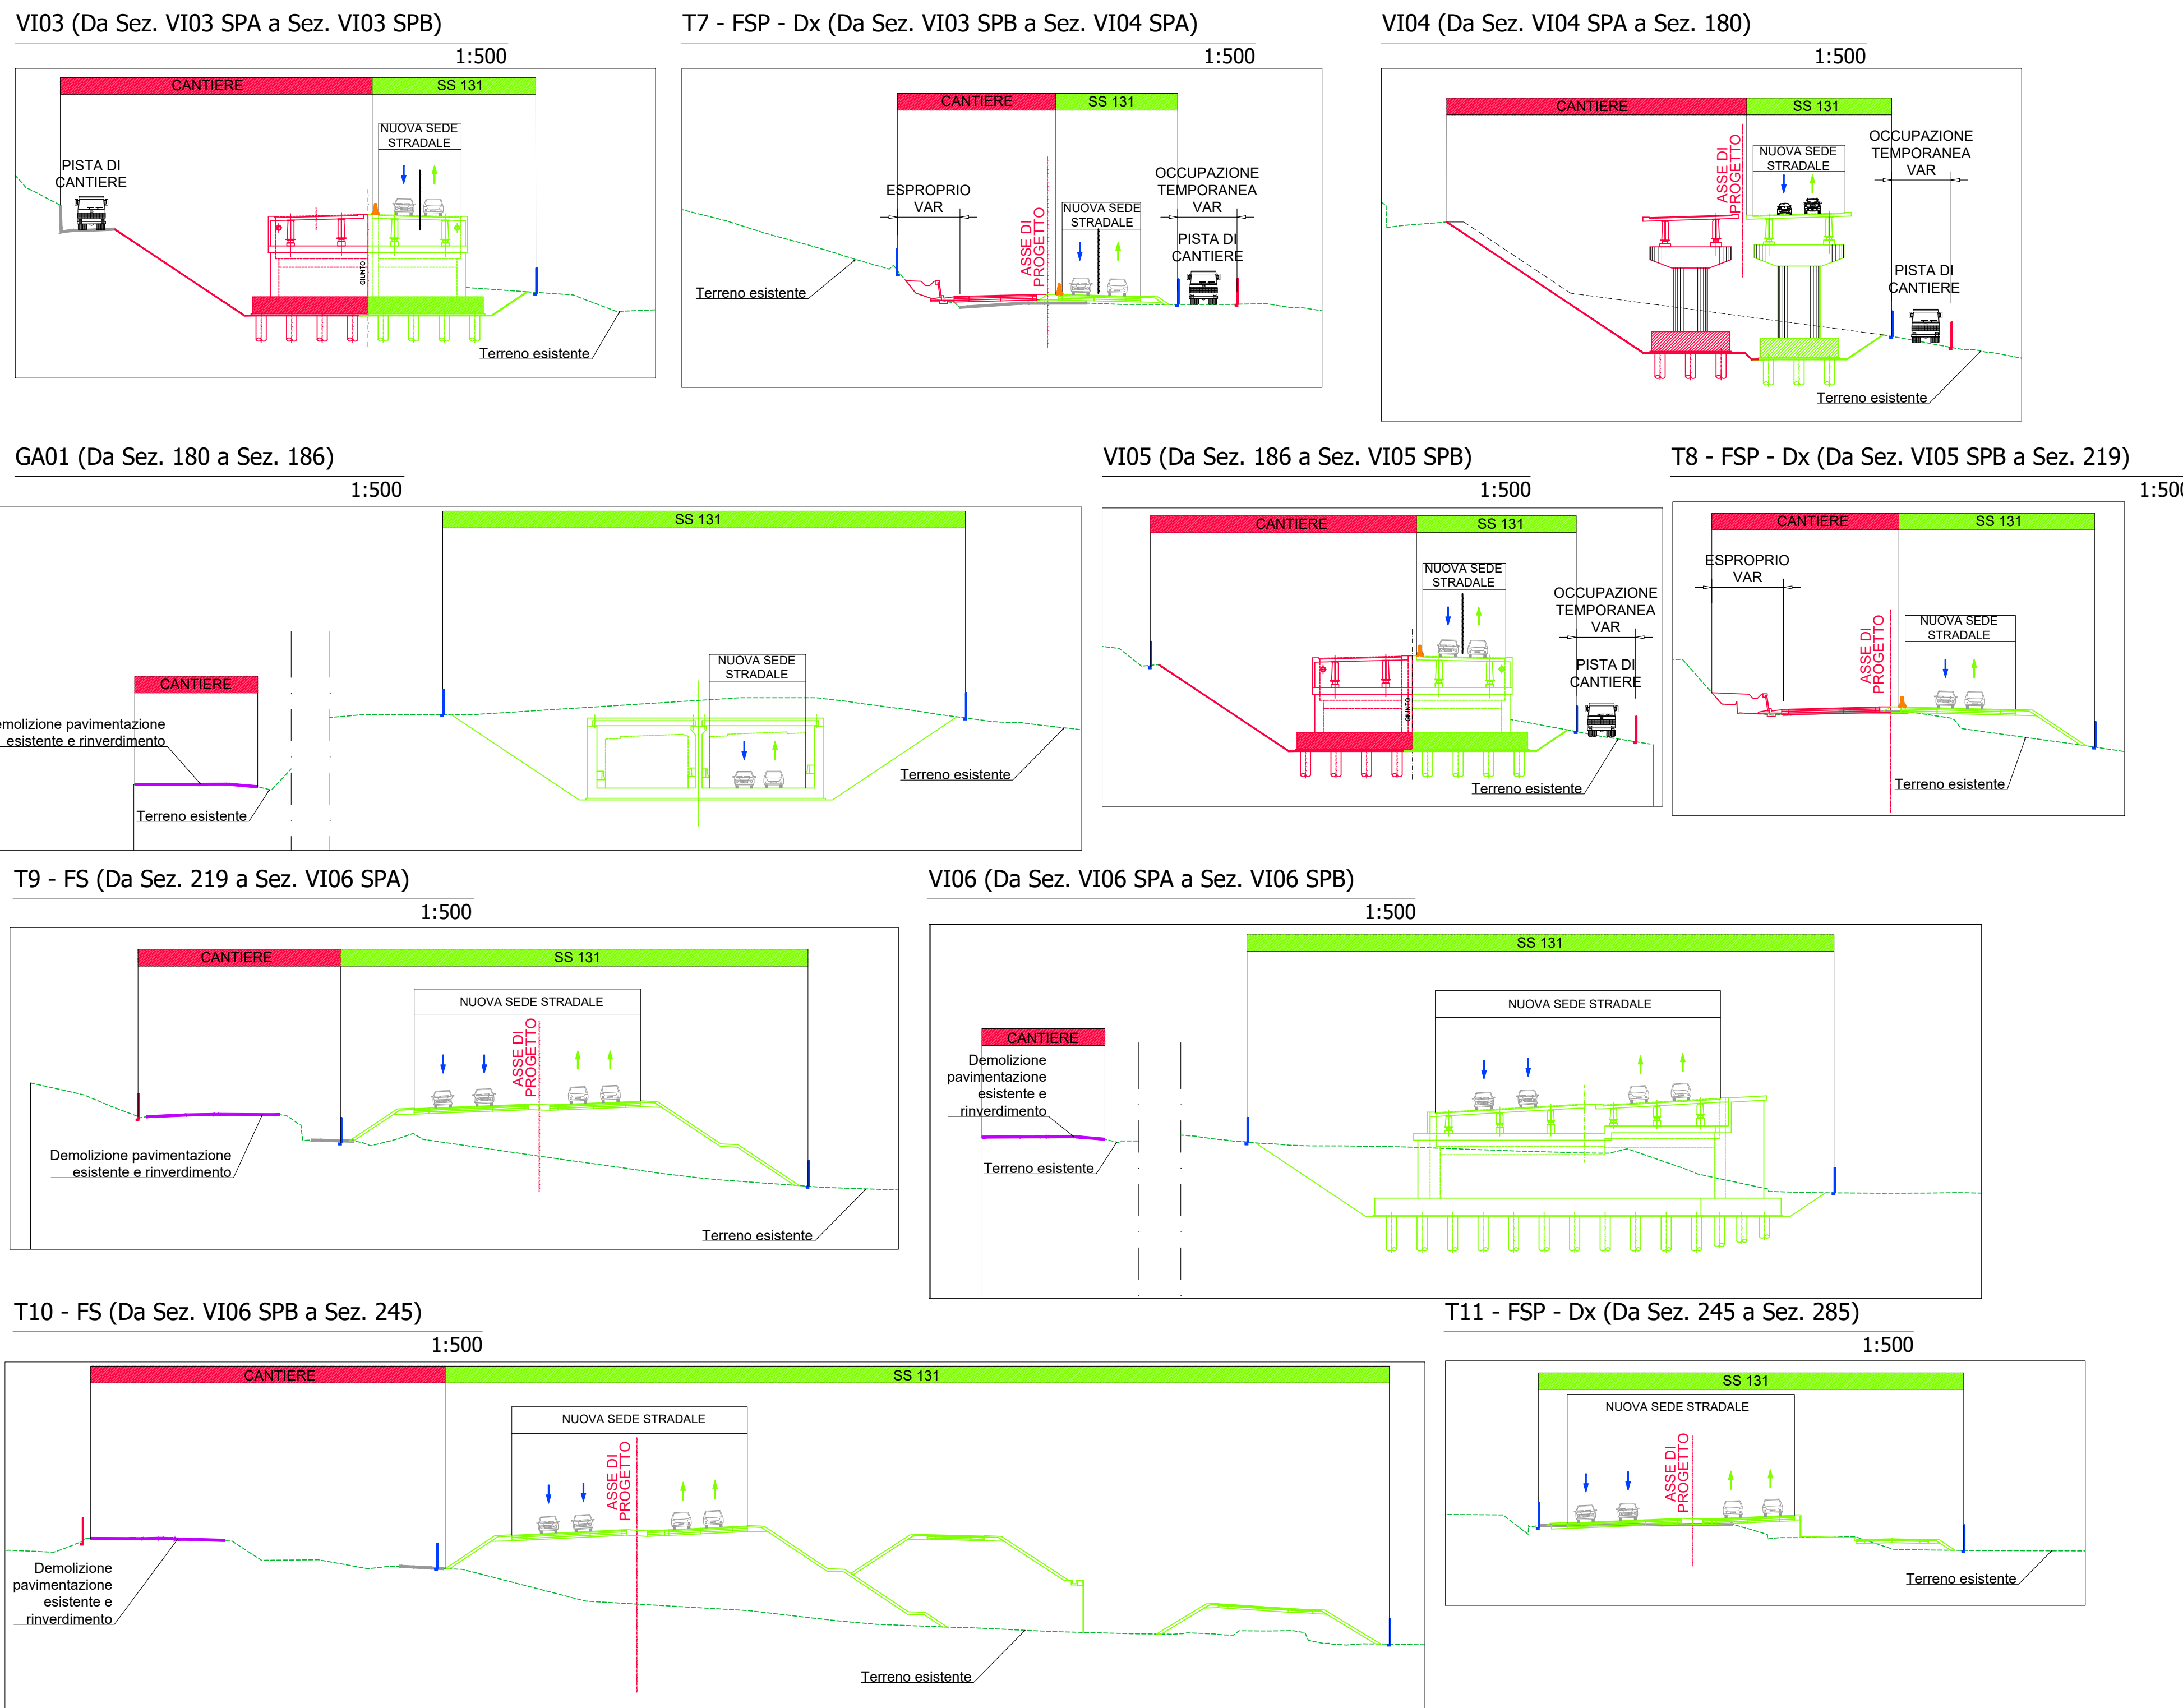 VI03 (Da Sez. VI03 SPA a Sez. VI03 SPB)
1:500
CANTIERE
SS 131
NUOVA SEDE
STRADALE
PISTA DI
CANTIERE
GIUNTO
Terreno esistente
T7 - FSP - Dx (Da Sez. VI03 SPB a Sez. VI04 SPA)
1:500
CANTIERE
SS 131
ESPROPRIO
VAR
OCCUPAZIONE
TEMPORANEA
VAR
NUOVA SEDE
STRADALE
ASSE DI
PROGETTO
PISTA DI
CANTIERE
Terreno esistente
VI04 (Da Sez. VI04 SPA a Sez. 180)
1:500
CANTIERE
SS 131
ASSE DI
PROGETTO
NUOVA SEDE
STRADALE
OCCUPAZIONE
TEMPORANEA
VAR
PISTA DI
CANTIERE
Terreno esistente
GA01 (Da Sez. 180 a Sez. 186)
1:500
SS 131
CANTIERE
NUOVA SEDE
STRADALE
emolizione pavimentazione
esistente e rinverdimento
Terreno esistente
Terreno esistente
VI05 (Da Sez. 186 a Sez. VI05 SPB)
1:500
CANTIERE
SS 131
NUOVA SEDE
STRADALE
OCCUPAZIONE
TEMPORANEA
VAR
PISTA DI
CANTIERE
GIUNTO
Terreno esistente
T8 - FSP - Dx (Da Sez. VI05 SPB a Sez. 219)
1:500
CANTIERE
SS 131
ESPROPRIO
VAR
ASSE DI
PROGETTO
NUOVA SEDE
STRADALE
Terreno esistente
T9 - FS (Da Sez. 219 a Sez. VI06 SPA)
1:500
CANTIERE
SS 131
NUOVA SEDE STRADALE
ASSE DI
PROGETTO
Demolizione pavimentazione
esistente e rinverdimento
Terreno esistente
VI06 (Da Sez. VI06 SPA a Sez. VI06 SPB)
1:500
SS 131
NUOVA SEDE STRADALE
CANTIERE
Demolizione
pavimentazione
esistente e
rinverdimento
Terreno esistente
T10 - FS (Da Sez. VI06 SPB a Sez. 245)
1:500
CANTIERE
SS 131
NUOVA SEDE STRADALE
ASSE DI
PROGETTO
Demolizione
pavimentazione
esistente e
rinverdimento
Terreno esistente
T11 - FSP - Dx (Da Sez. 245 a Sez. 285)
1:500
SS 131
NUOVA SEDE STRADALE
ASSE DI
PROGETTO
Terreno esistente